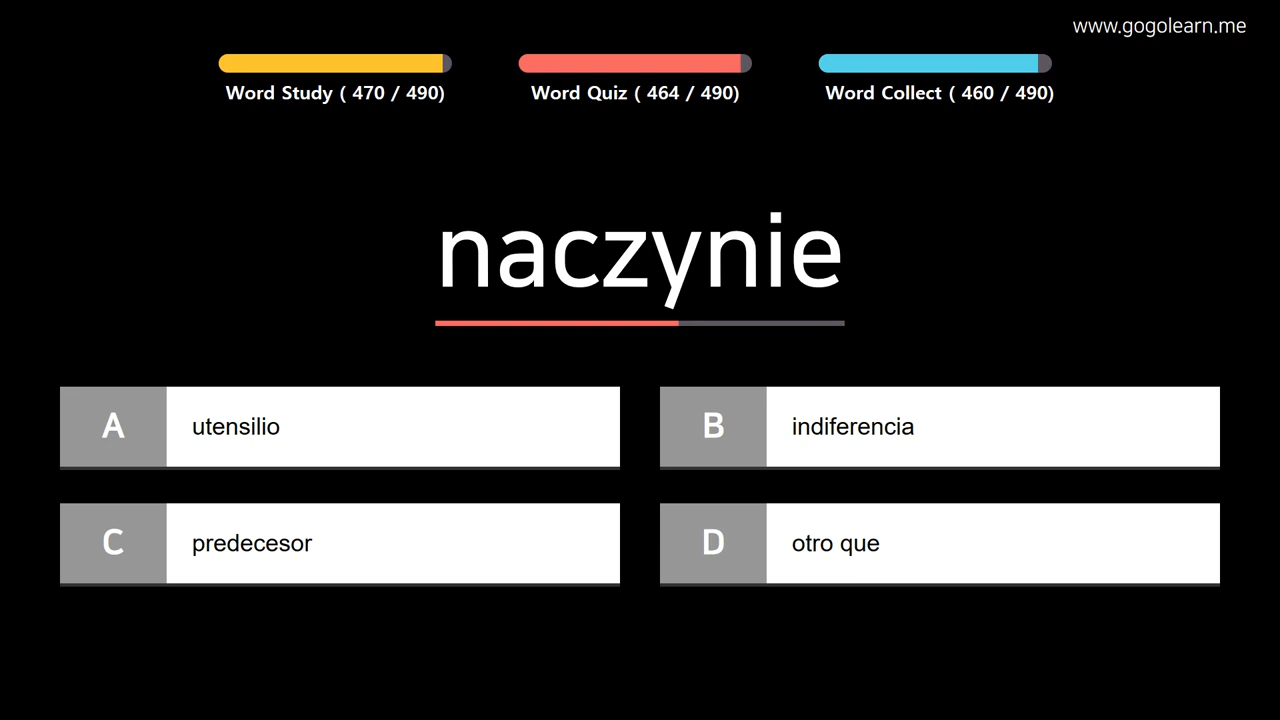 www.gogolearn.me
Word Study ( 470 / 490)
Word Quiz ( 464 / 490)
Word Collect ( 460 / 490)
naczynie
A utensilio
B indiferencia
C predecesor
D otro que